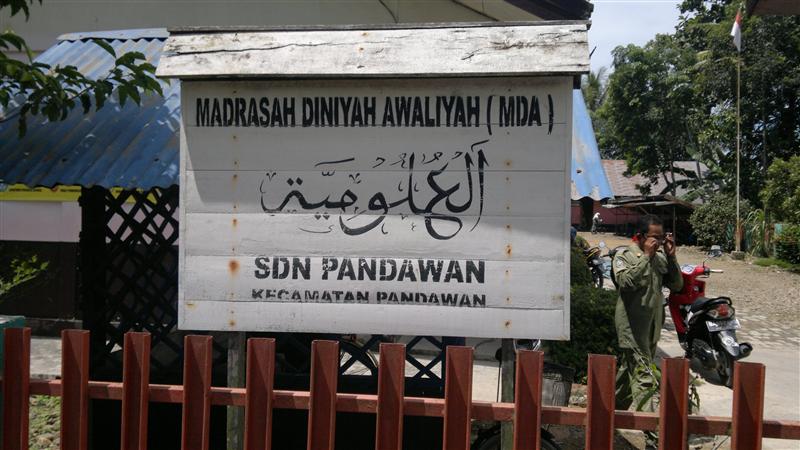 MADRASAH DINIYAH AWALIYAH ( MDA )
العلومية
SDN PANDAWAN
KECAMATAN PANDAWAN